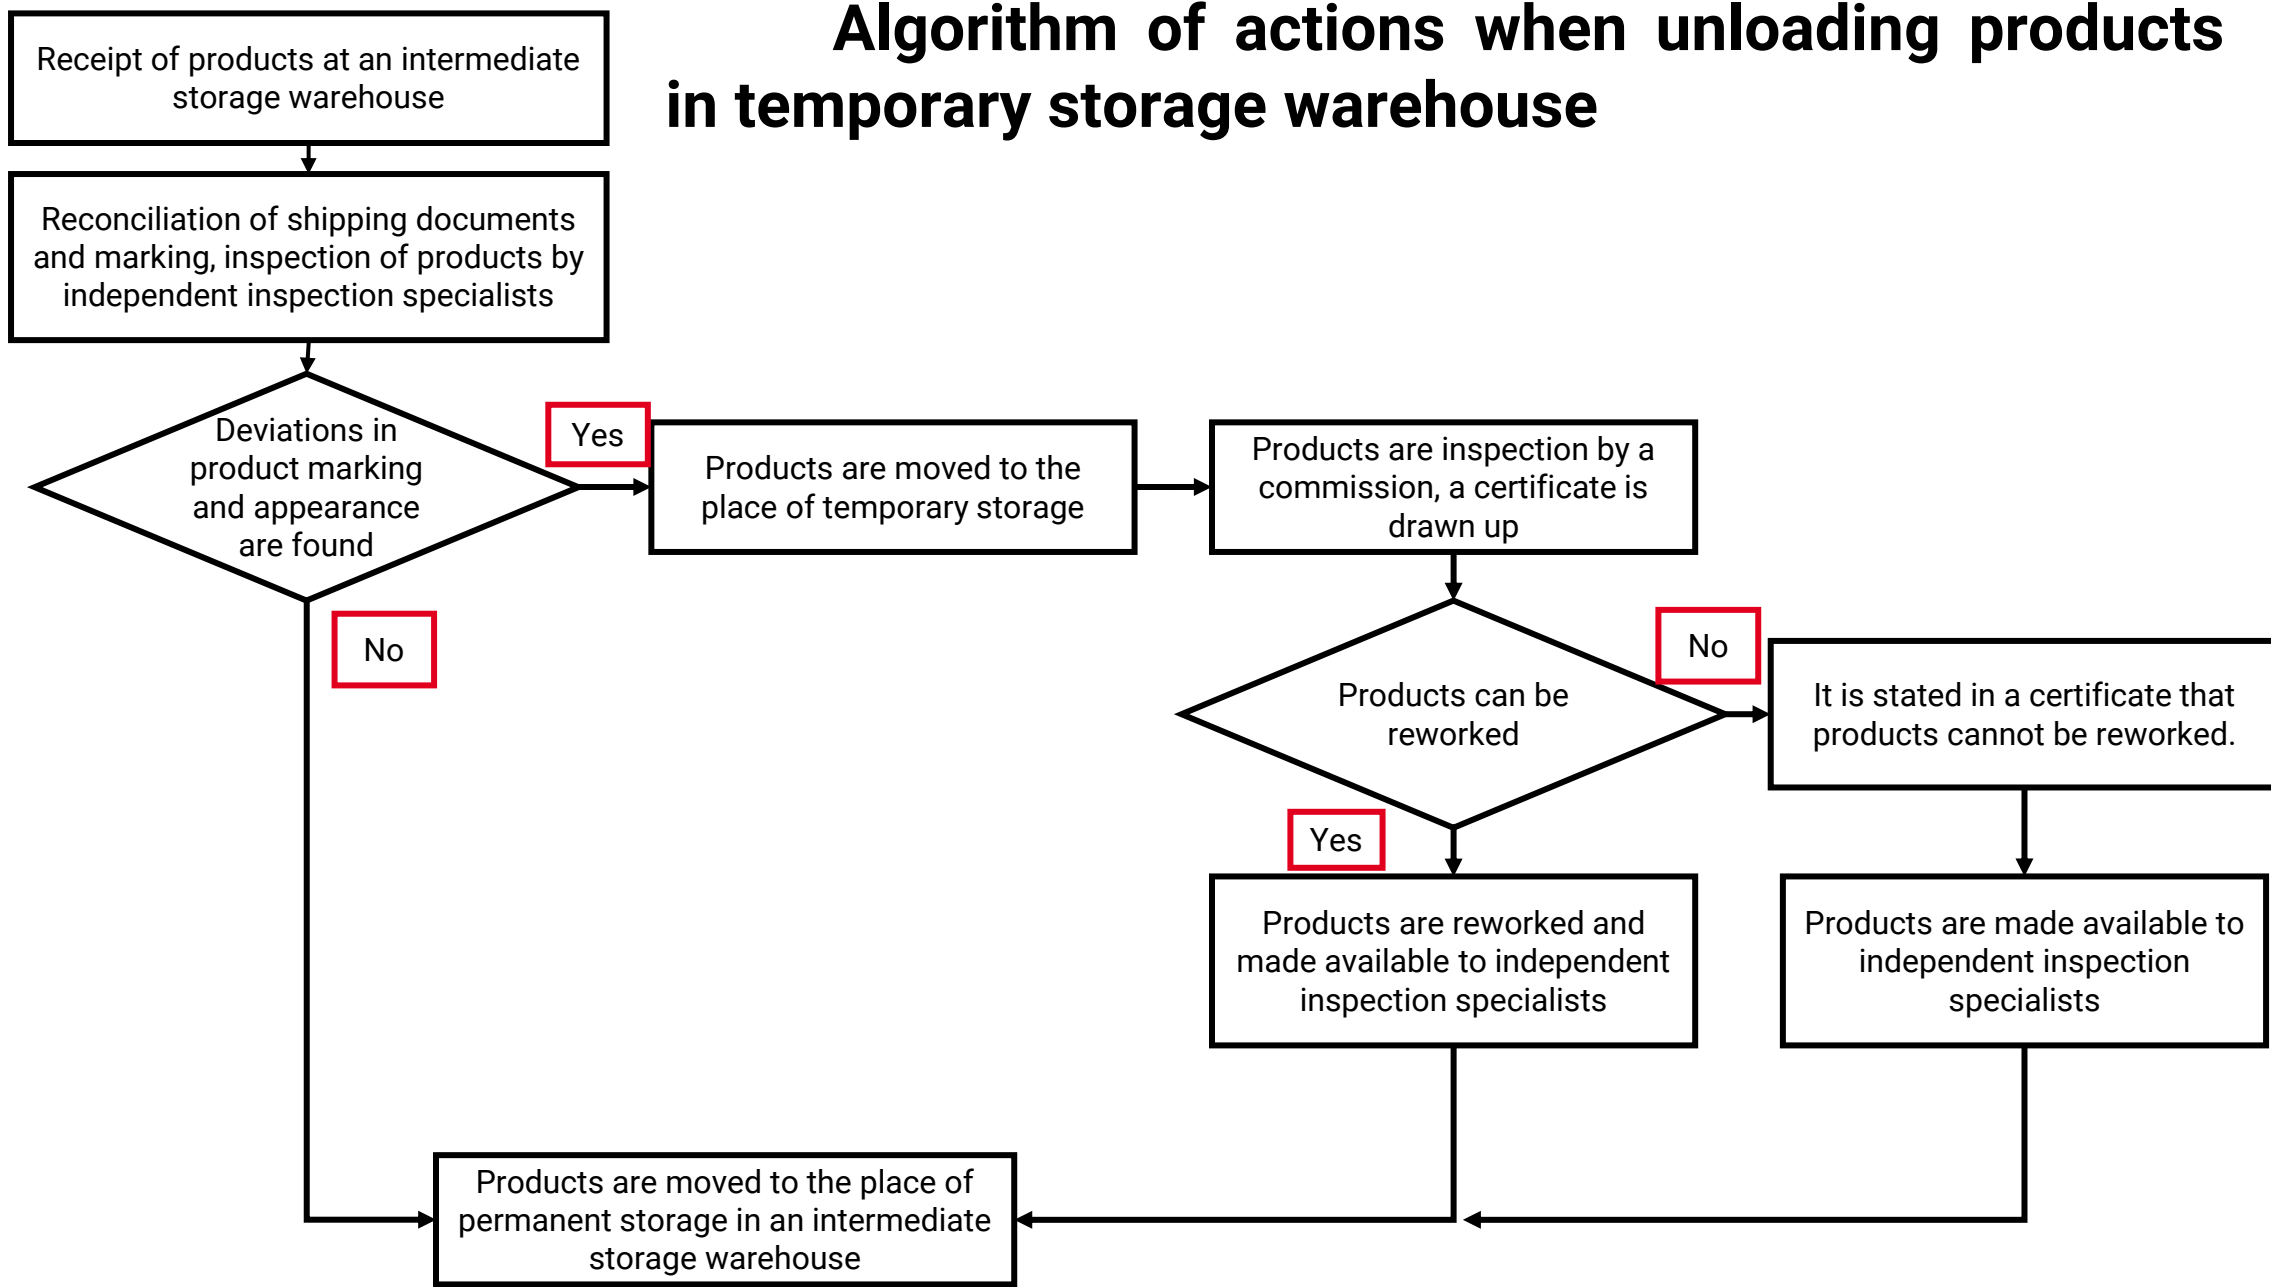 Algorithm of actions when unloading products
in temporary storage warehouse
Receipt of products at an intermediate
storage warehouse
Reconciliation of shipping documents
and marking, inspection of products by
independent inspection specialists
Deviations in
product marking
and appearance
are found
Yes
No
Products are moved to the
place of temporary storage
Products are inspection by a
commission, a certificate is
drawn up
Products can be
reworked
No
Yes
It is stated in a certificate that
products cannot be reworked.
Products are reworked and
made available to independent
inspection specialists
Products are made available to
independent inspection
specialists
Products are moved to the place of
permanent storage in an intermediate
storage warehouse